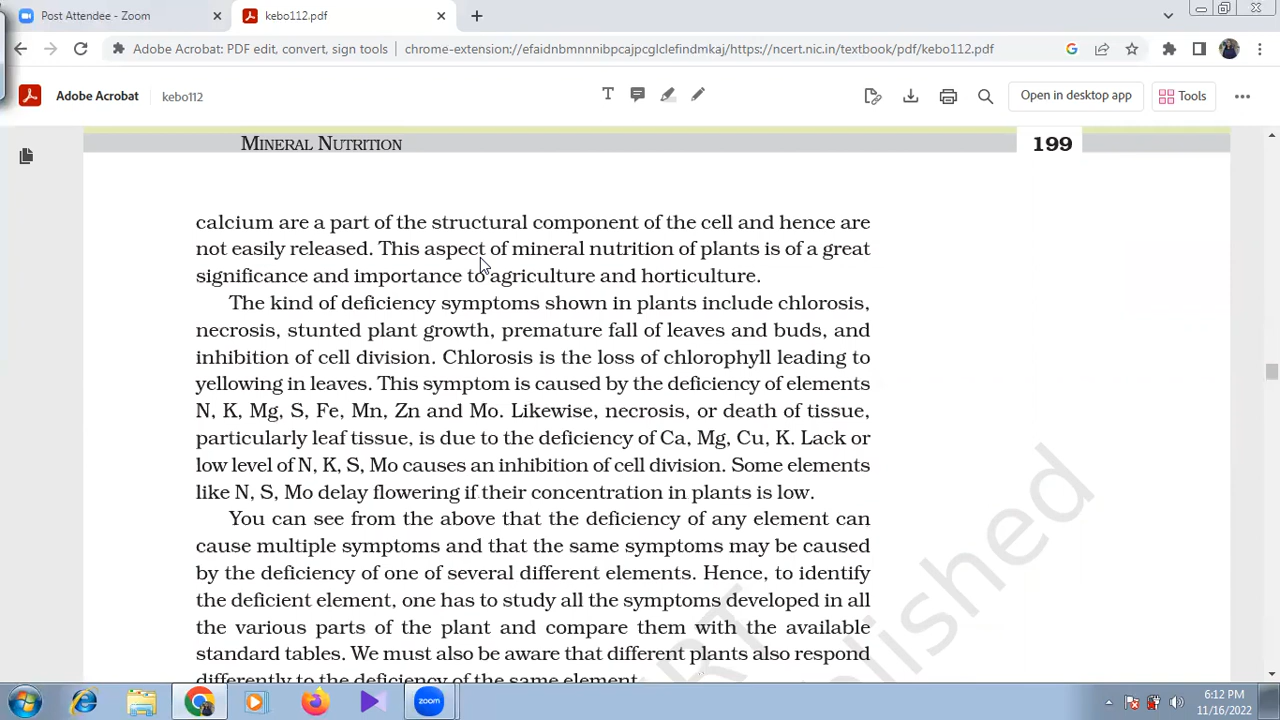 Post Attendee - Zoom
kebo112.pdf
Adobe Acrobat: PDF edit, convert, sign tools
chrome-extension://efaidnbmnnnibpcajpcglclefindmkaj/https://ncert.nic.in/textbook/pdf/kebo112.pdf
Adobe Acrobat
kebo112
Open in desktop app
Tools
MINERAL NUTRITION
199
calcium are a part of the structural component of the cell and hence are
not easily released. This aspect of mineral nutrition of plants is of a great
significance and importance to agriculture and horticulture.
The kind of deficiency symptoms shown in plants include chlorosis,
necrosis, stunted plant growth, premature fall of leaves and buds, and
inhibition of cell division. Chlorosis is the loss of chlorophyll leading to
yellowing in leaves. This symptom is caused by the deficiency of elements
N, K, Mg, S, Fe, Mn, Zn and Mo. Likewise, necrosis, or death of tissue,
particularly leaf tissue, is due to the deficiency of Ca, Mg, Cu, K. Lack or
low level of N, K, S, Mo causes an inhibition of cell division. Some elements
like N, S, Mo delay flowering if their concentration in plants is low.
You can see from the above that the deficiency of any element can
cause multiple symptoms and that the same symptoms may be caused
by the deficiency of one of several different elements. Hence, to identify
the deficient element, one has to study all the symptoms developed in all
the various parts of the plant and compare them with the available
standard tables. We must also be aware that different plants also respond
differently to the deficiency of the same element.
zoom
6:12 PM
11/16/2022